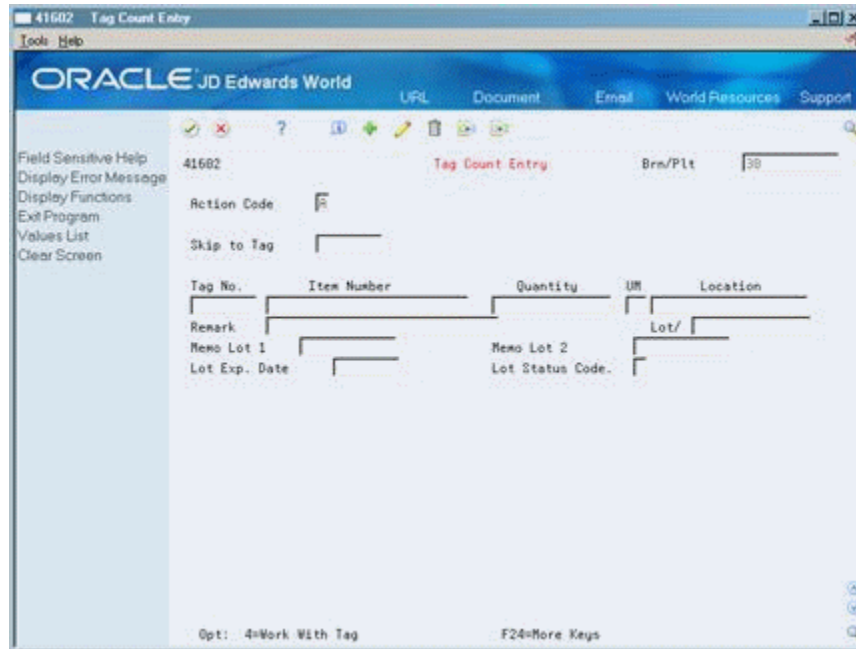 41602 Tag Count Entry
Tools Help
ORACLE JD Edwards World
URL Document Email World Resources Support
Field Sensitive Help
Display Error Message
Display Functions
Exit Program
Values List
Clear Screen
41602 Tag Count Entry Brn/Plt 30
Action Code A
Skip to Tag
Tag No. Item Number Quantity UM Location
Remark Lot/
Memo Lot 1 Memo Lot 2
Lot Exp. Date Lot Status Code.
Opt: 4=Work With Tag F24=More Keys